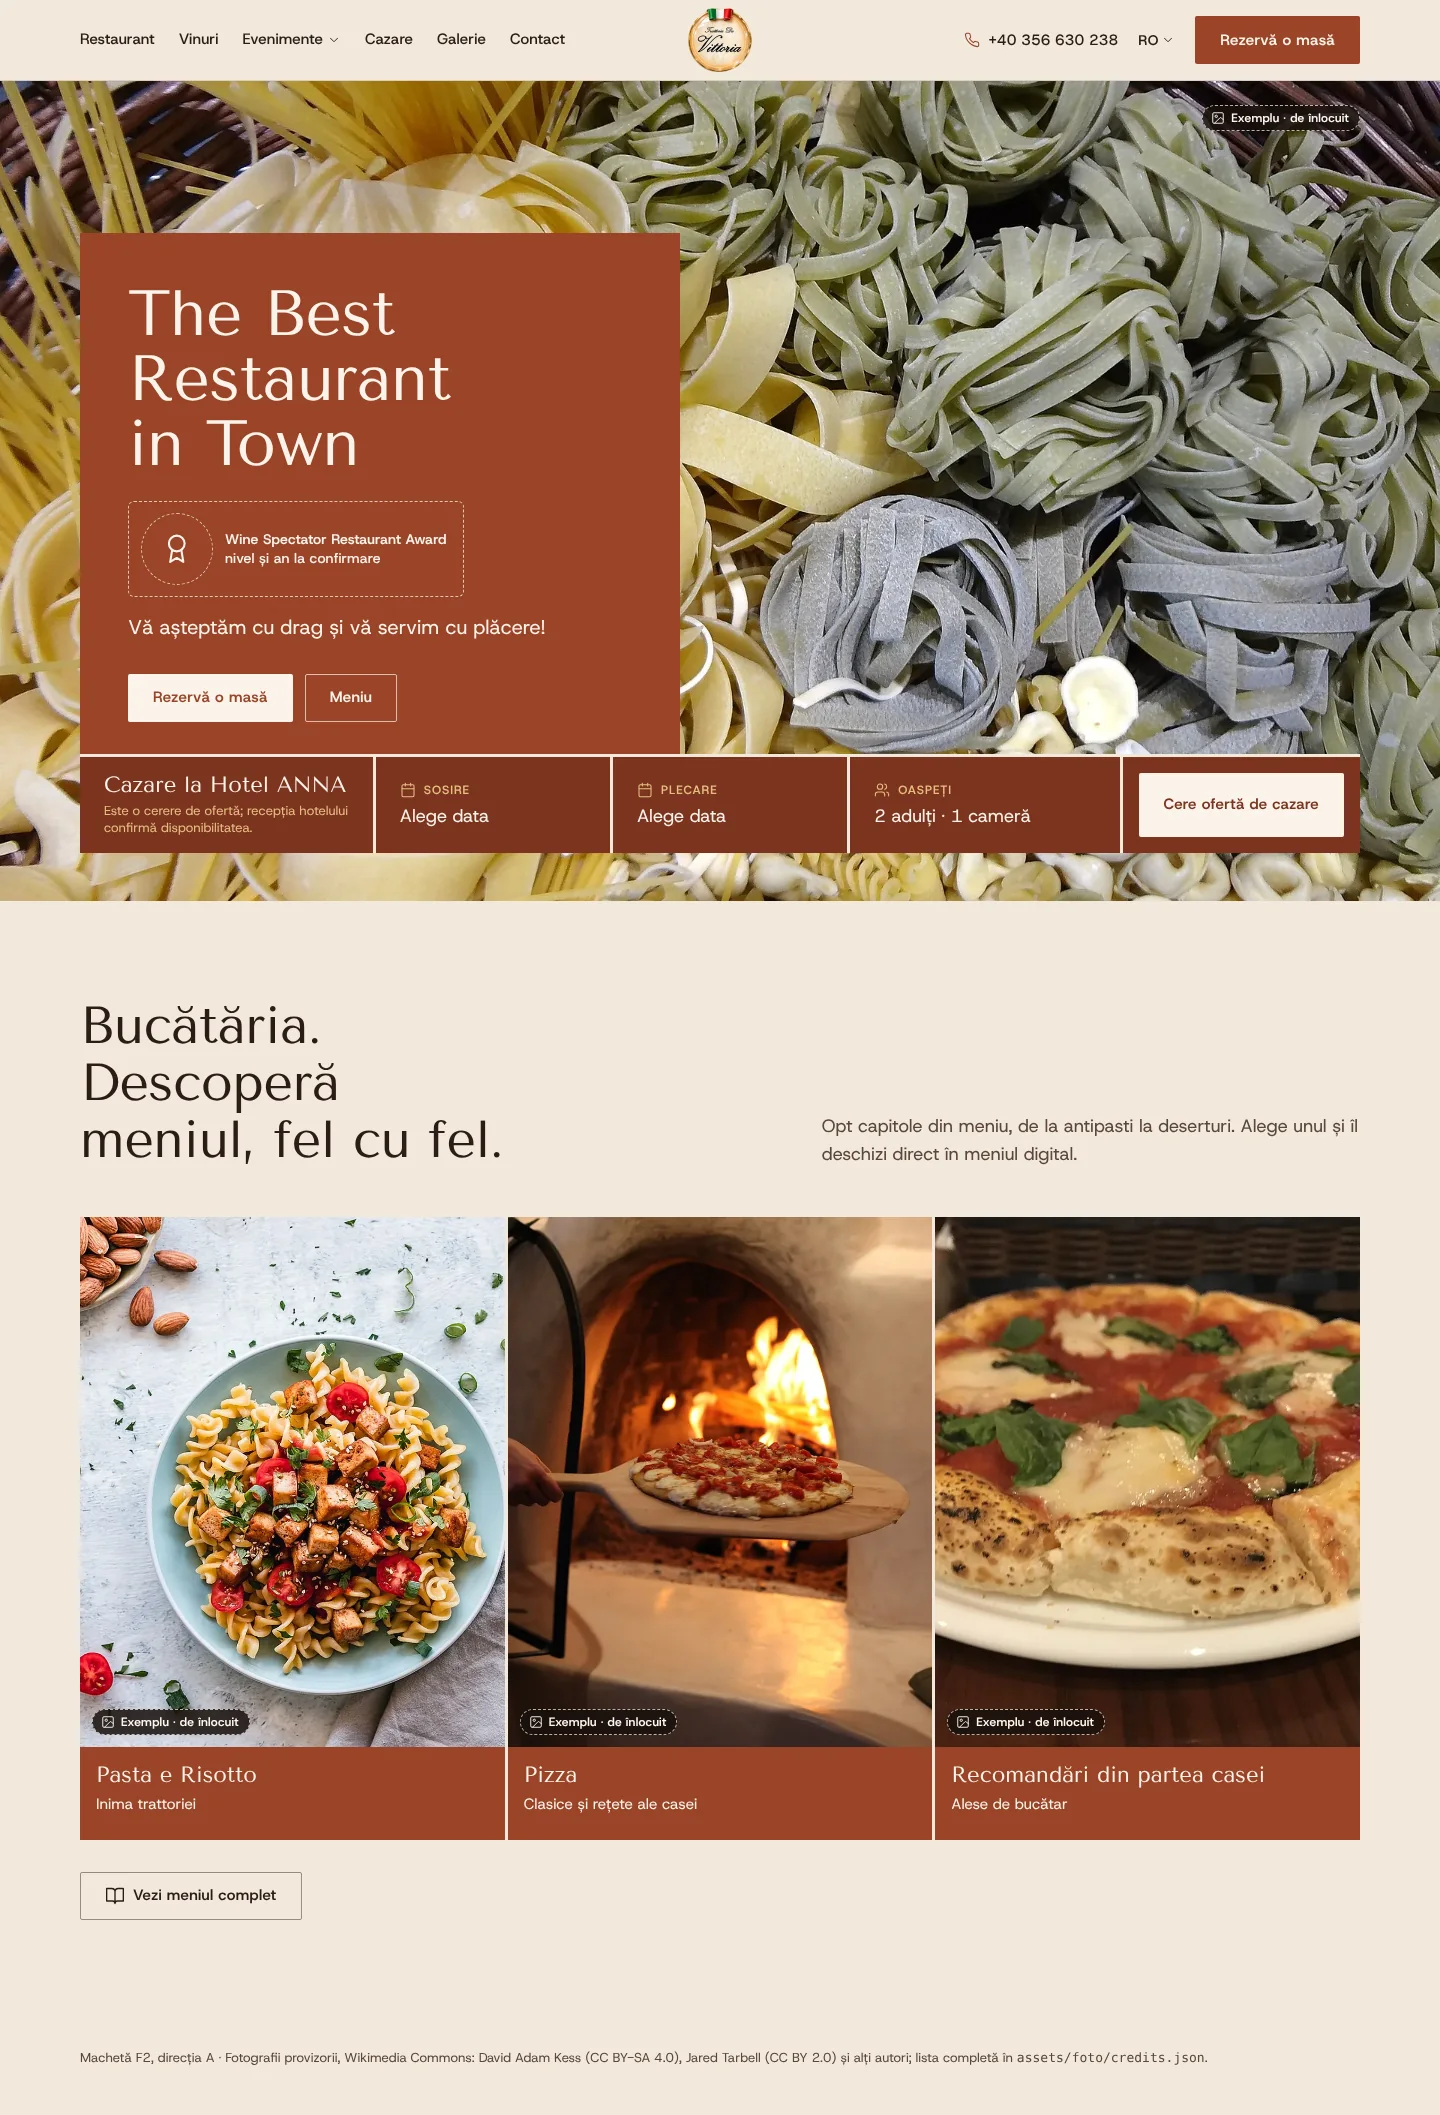 Restaurant Vinuri Evenimente Cazare Galerie Contact
Trattoria Da
Vittoria
+40 356 630 238 RO Rezervă o masă
Exemplu · de înlocuit
The Best
Restaurant
in Town
Wine Spectator Restaurant Award
nivel și an la confirmare
Vă așteptăm cu drag și vă servim cu plăcere!
Rezervă o masă Meniu
Cazare la Hotel ANNA
Este o cerere de ofertă; recepția hotelului
confirmă disponibilitatea.
SOSIRE
Alege data
PLECARE
Alege data
OASPEȚI
2 adulți · 1 cameră
Cere ofertă de cazare
Bucătăria.
Descoperă
meniul, fel cu fel.
Opt capitole din meniu, de la antipasti la deserturi. Alege unul și îl
deschizi direct în meniul digital.
Exemplu · de înlocuit
Exemplu · de înlocuit
Exemplu · de înlocuit
Pasta e Risotto
Inima trattoriei
Pizza
Clasice și rețete ale casei
Recomandări din partea casei
Alese de bucătar
Vezi meniul complet
Machetă F2, direcția A · Fotografii provizorii, Wikimedia Commons: David Adam Kess (CC BY-SA 4.0), Jared Tarbell (CC BY 2.0) și alți autori; lista completă în assets/foto/credits.json.